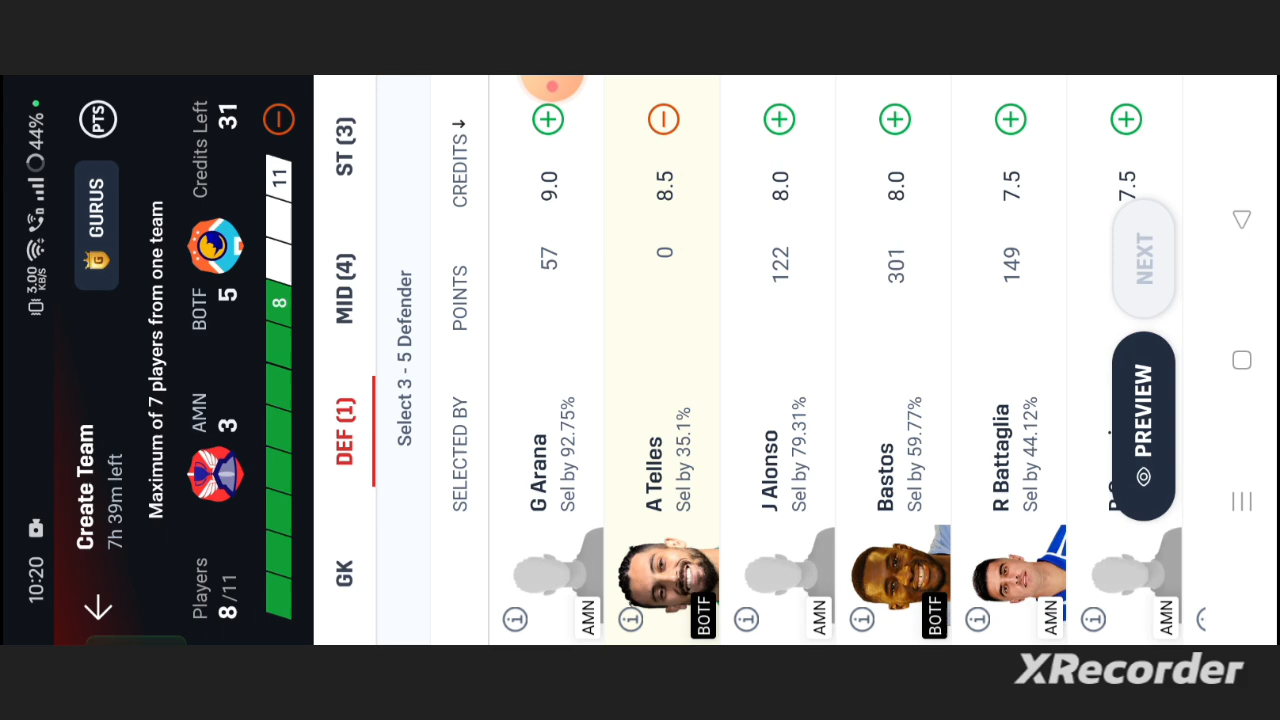 10:20
3.00 KB/S
44%
Create Team
7h 39m left
GURUS
PTS
Maximum of 7 players from one team
Players
8/11
AMN
3
BOTF
5
Credits Left
31
8
11
GK
DEF (1)
MID (4)
ST (3)
Select 3 - 5 Defender
SELECTED BY
POINTS
CREDITS ↓
G Arana
Sel by 92.75%
57
9.0
AMN
A Telles
Sel by 35.1%
0
8.5
BOTF
J Alonso
Sel by 79.31%
122
8.0
AMN
Bastos
Sel by 59.77%
301
8.0
BOTF
R Battaglia
Sel by 44.12%
149
7.5
AMN
7.5
AMN
PREVIEW
NEXT
XRecorder